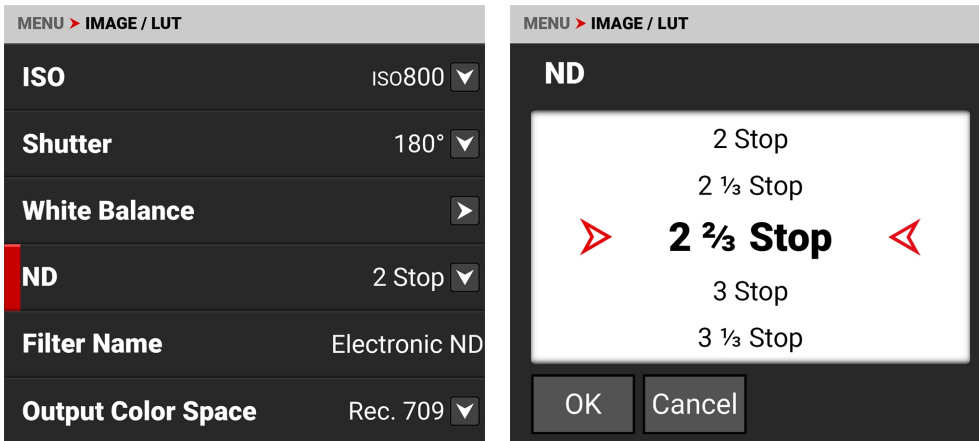 MENU > IMAGE / LUT
ISO ISO800
Shutter 180°
White Balance
ND 2 Stop
Filter Name Electronic ND
Output Color Space Rec. 709
MENU > IMAGE / LUT
ND
2 Stop
2 ⅓ Stop
2 ⅔ Stop
3 Stop
3 ⅓ Stop
OK Cancel